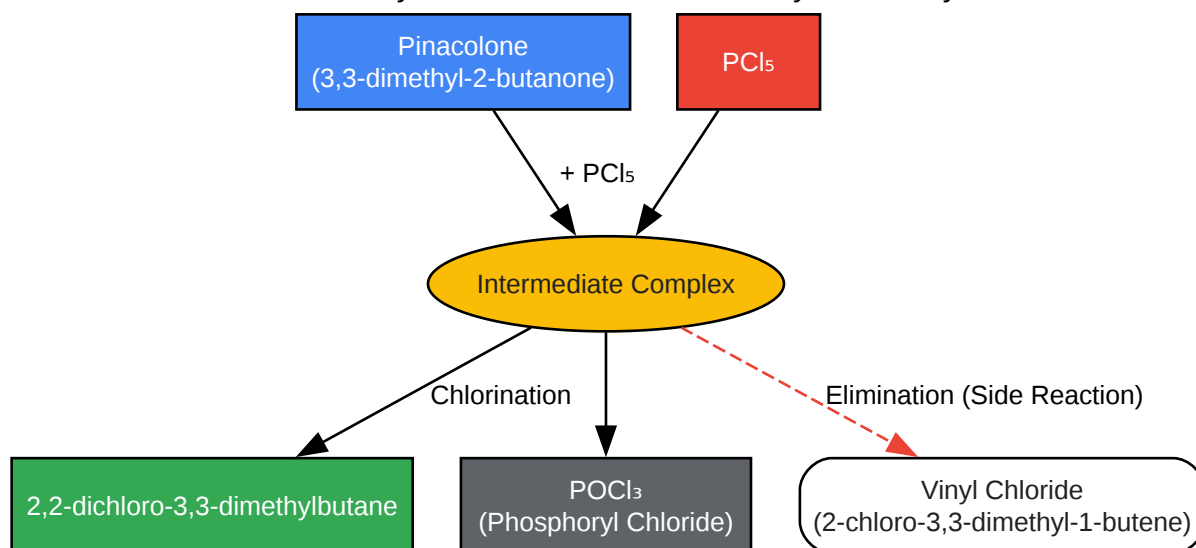 Pinacolone
(3,3-dimethyl-2-butanone)
PCl₅
+ PCl₅
Intermediate Complex
Chlorination
Elimination (Side Reaction)
2,2-dichloro-3,3-dimethylbutane
POCl₃
(Phosphoryl Chloride)
Vinyl Chloride
(2-chloro-3,3-dimethyl-1-butene)